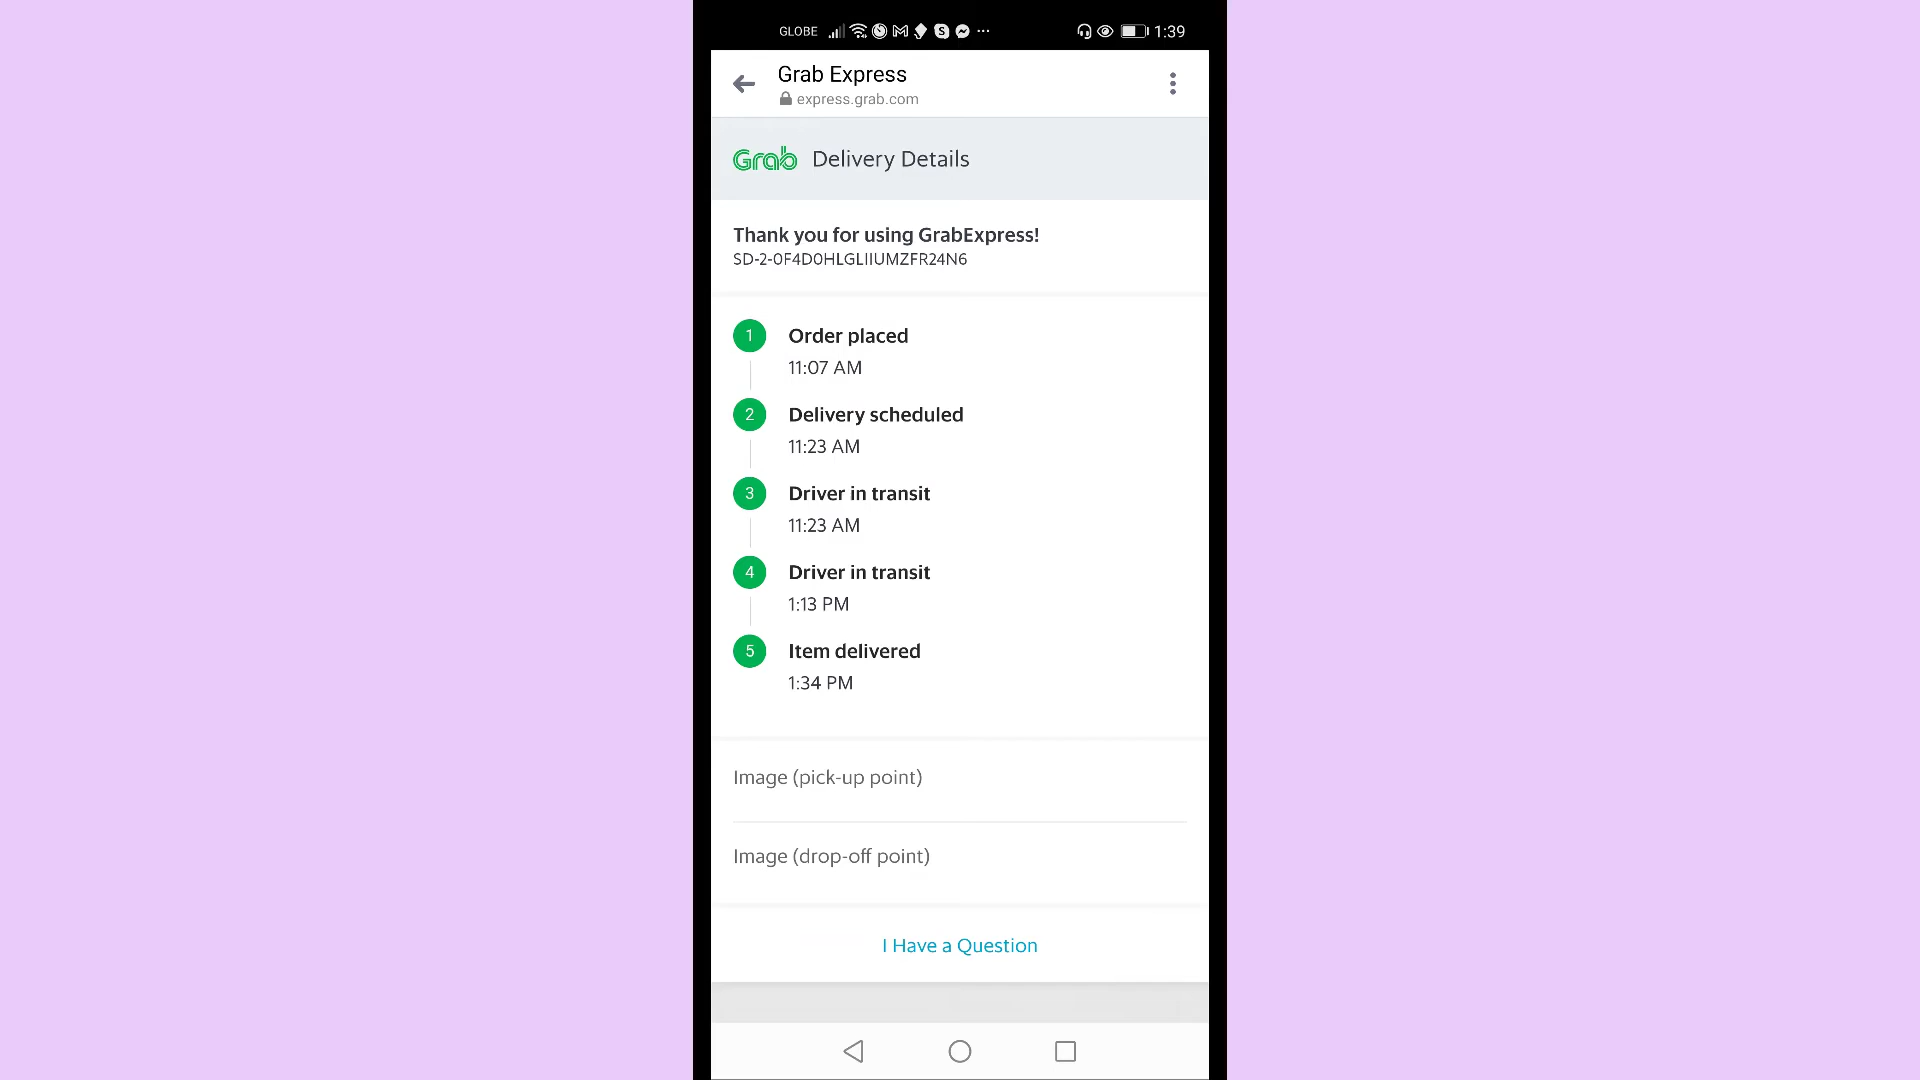 GLOBE 1:39
Grab Express
express.grab.com
Grab Delivery Details
Thank you for using GrabExpress!
SD-2-0F4D0HLGLIIUMZFR24N6
1 Order placed
11:07 AM
2 Delivery scheduled
11:23 AM
3 Driver in transit
11:23 AM
4 Driver in transit
1:13 PM
5 Item delivered
1:34 PM
Image (pick-up point)
Image (drop-off point)
I Have a Question